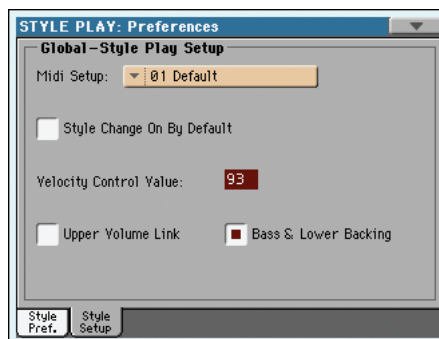 STYLE PLAY: Preferences
Global-Style Play Setup
Midi Setup: 01 Default
Style Change On By Default
Velocity Control Value: 93
Upper Volume Link Bass & Lower Backing
Style Pref. Style Setup